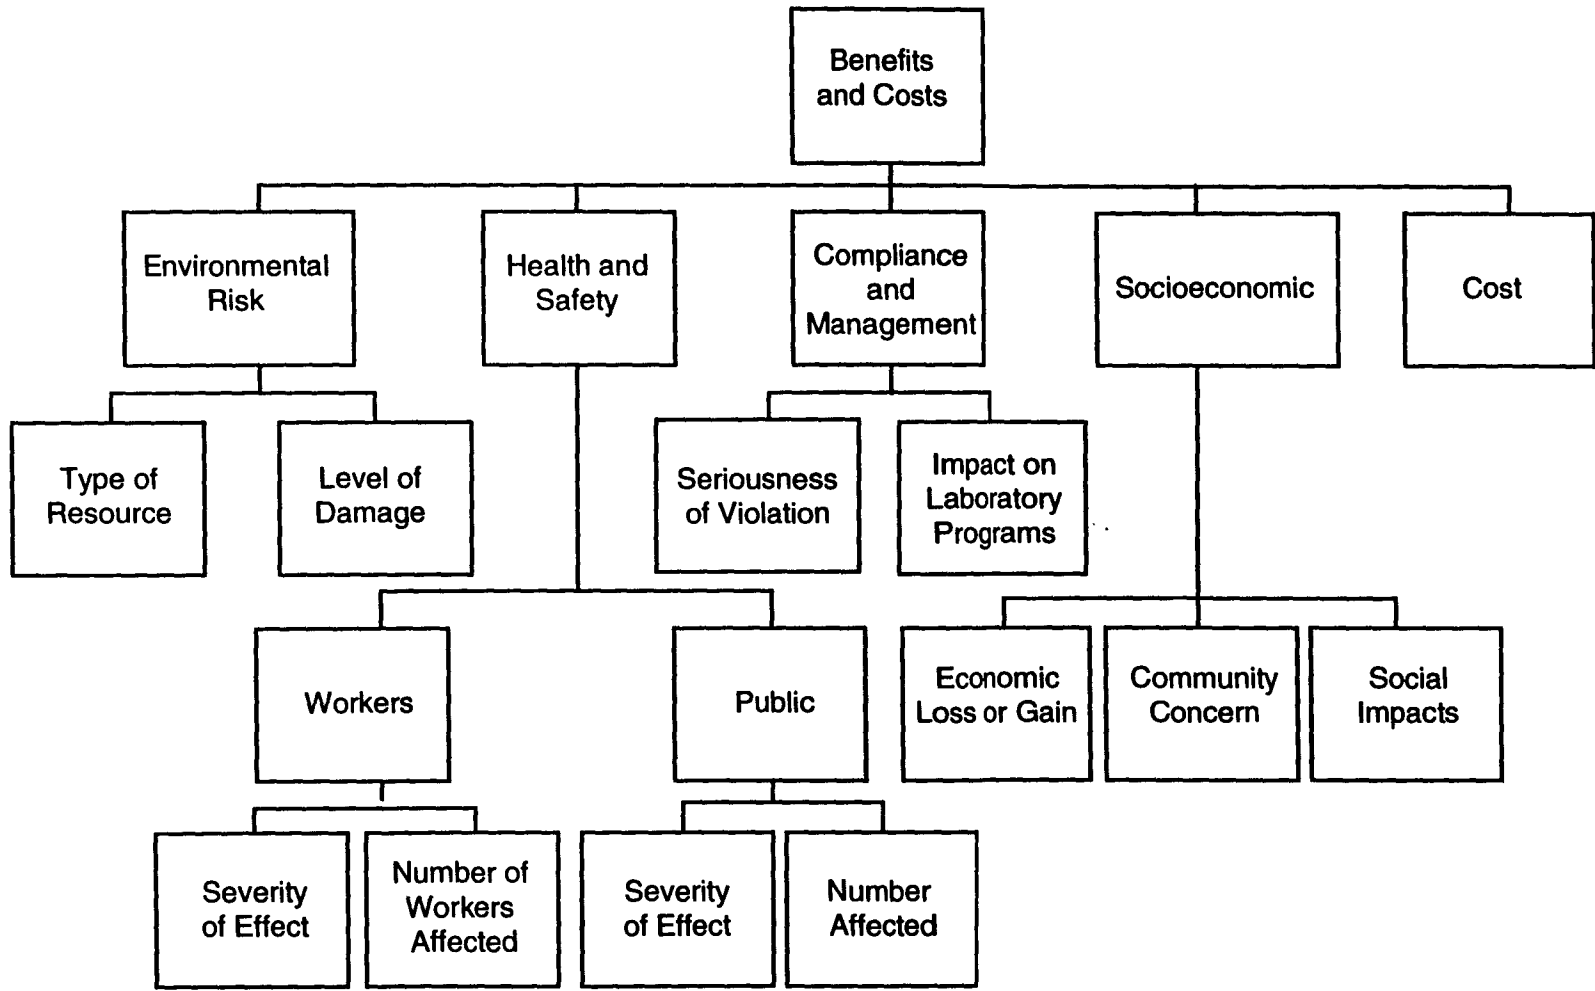 Benefits
and Costs
Environmental
Risk
Health and
Safety
Compliance
and
Management
Socioeconomic
Cost
Type of
Resource
Level of
Damage
Seriousness
of Violation
Impact on
Laboratory
Programs
Workers
Public
Economic
Loss or Gain
Community
Concern
Social
Impacts
Severity
of Effect
Number of
Workers
Affected
Severity
of Effect
Number
Affected